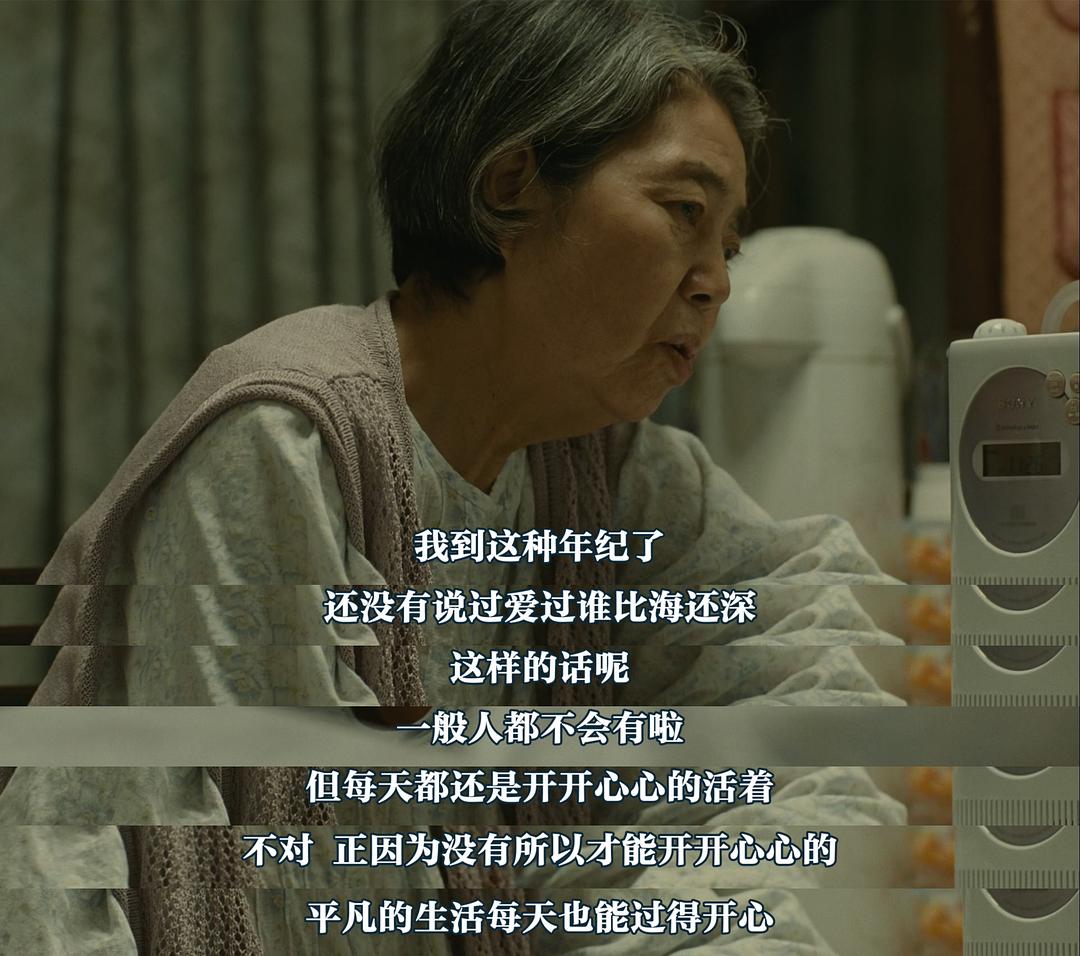 我到这种年纪了
还没有说过爱过谁比海还深
这样的话呢
一般人都不会有啦
但每天都还是开开心心的活着
不对 正因为没有所以才能开开心心的
平凡的生活每天也能过得开心
SONY